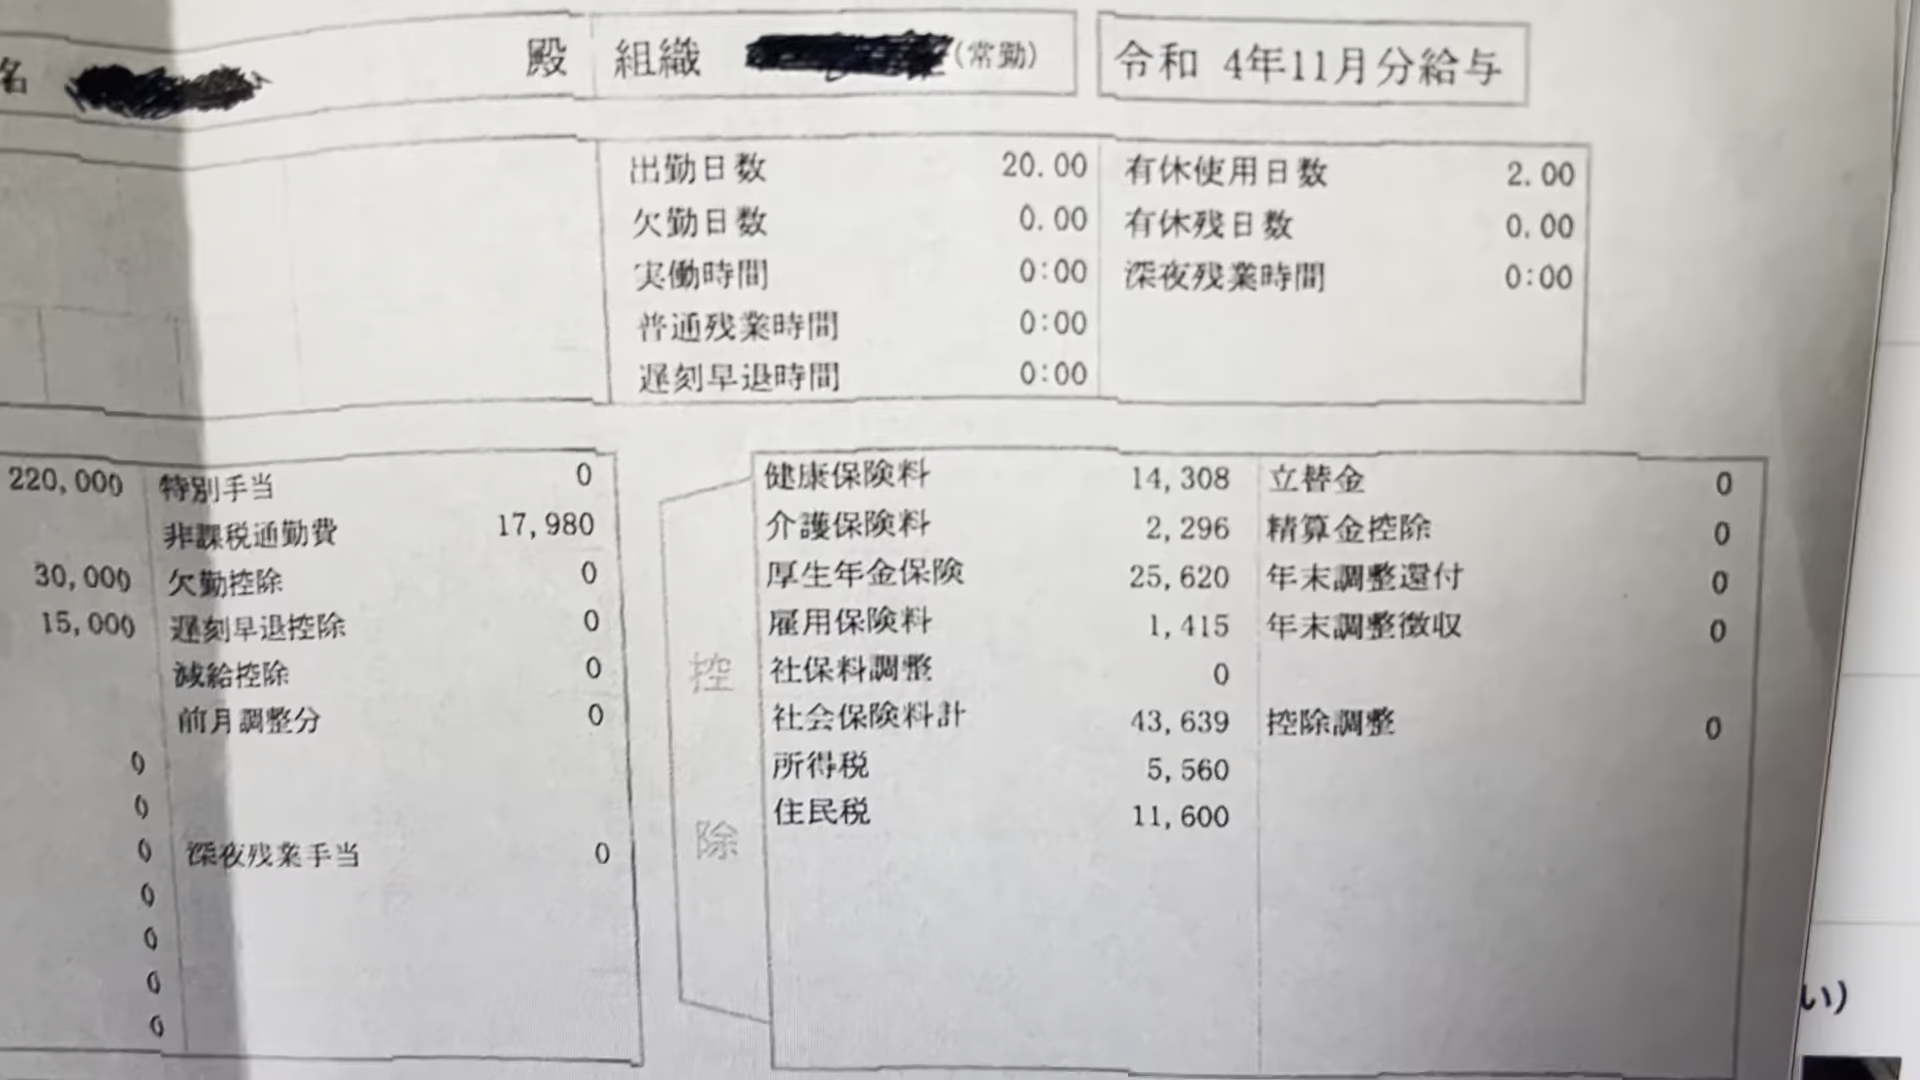 名 殿 組織 (常勤) 令和 4年11月分給与
出勤日数 20.00 有休使用日数 2.00
欠勤日数 0.00 有休残日数 0.00
実働時間 0:00 深夜残業時間 0:00
普通残業時間 0:00
遅刻早退時間 0:00
220,000 特別手当 0
非課税通勤費 17,980
30,000 欠勤控除 0
15,000 遅刻早退控除 0
減給控除 0
前月調整分 0
0
0
0 深夜残業手当 0
0
0
0
0
控除
健康保険料 14,308 立替金 0
介護保険料 2,296 精算金控除 0
厚生年金保険 25,620 年末調整還付 0
雇用保険料 1,415 年末調整徴収 0
社保料調整 0
社会保険料計 43,639 控除調整 0
所得税 5,560
住民税 11,600
い)